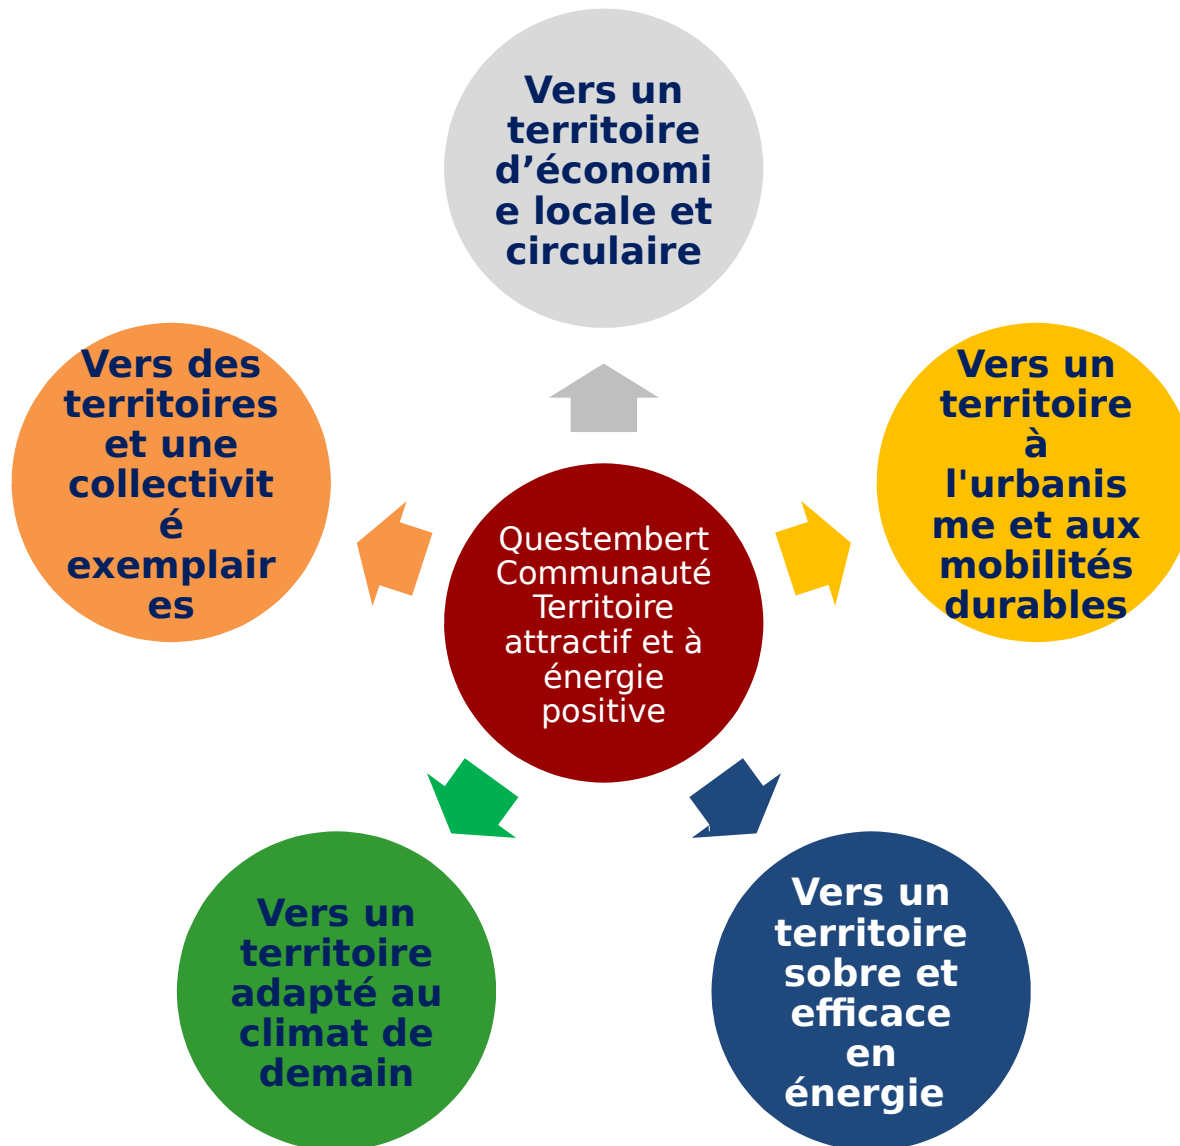 Vers un
territoire
d’économi
e locale et
circulaire
Vers des
territoires
et une
collectivit
é
exemplair
es
Vers un
territoire
à
l'urbanis
me et aux
mobilités
durables
Questembert
Communauté
Territoire
attractif et à
énergie
positive
Vers un
territoire
adapté au
climat de
demain
Vers un
territoire
sobre et
efficace
en
énergie